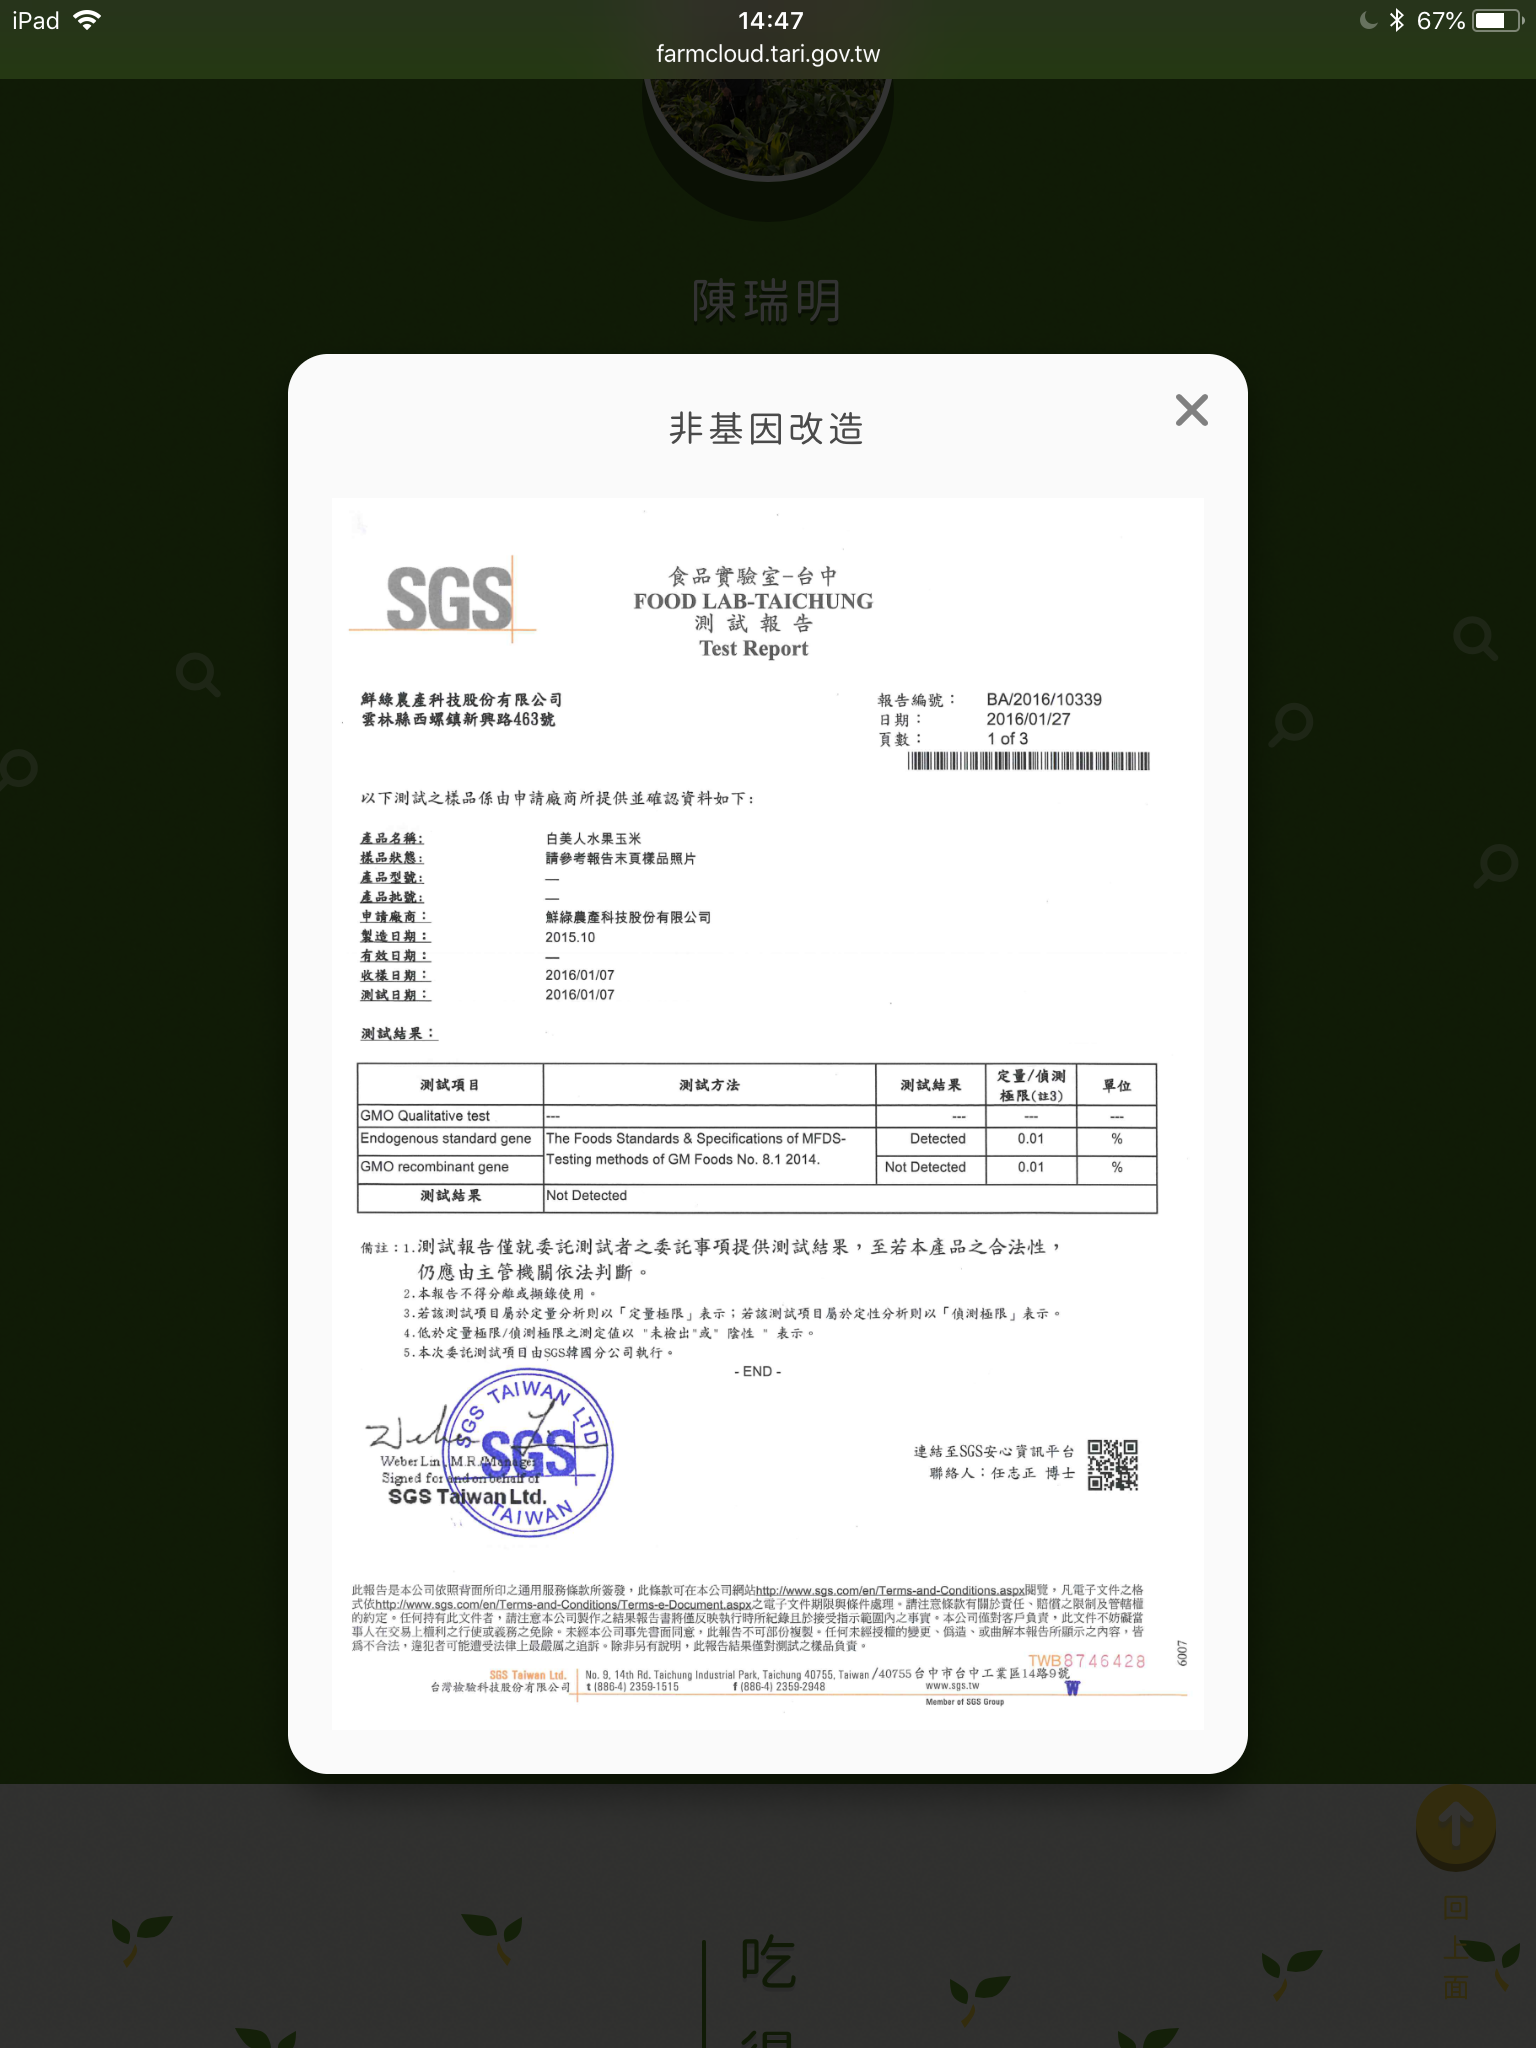 iPad
14:47
67%
farmcloud.tari.gov.tw
陳瑞明
非基因改造
SGS
食品實驗室-台中
FOOD LAB-TAICHUNG
測 試 報 告
Test Report
鮮綠農產科技股份有限公司
雲林縣西螺鎮新興路463號
報告編號： BA/2016/10339
日期： 2016/01/27
頁數： 1 of 3
以下測試之樣品係由申請廠商所提供並確認資料如下：
產品名稱: 白美人水果玉米
樣品狀態: 請參考報告末頁樣品照片
產品型號: —
產品批號: —
申請廠商： 鮮綠農產科技股份有限公司
製造日期： 2015.10
有效日期： —
收樣日期： 2016/01/07
測試日期： 2016/01/07
測試結果：
測試項目 測試方法 測試結果 定量/偵測極限(註3) 單位
GMO Qualitative test --- --- --- ---
Endogenous standard gene The Foods Standards & Specifications of MFDS- Detected 0.01 %
GMO recombinant gene Testing methods of GM Foods No. 8.1 2014. Not Detected 0.01 %
測試結果 Not Detected
備註：1.測試報告僅就委託測試者之委託事項提供測試結果，至若本產品之合法性，
仍應由主管機關依法判斷。
2.本報告不得分離或擷錄使用。
3.若該測試項目屬於定量分析則以「定量極限」表示；若該測試項目屬於定性分析則以「偵測極限」表示。
4.低於定量極限/偵測極限之測定值以 "未檢出"或" 陰性 " 表示。
5.本次委託測試項目由SGS韓國分公司執行。
- END -
SGS TAIWAN LTD
SGS
TAIWAN
Weber Lin, M.R./Manager
Signed for and on behalf of
SGS Taiwan Ltd.
連結至SGS安心資訊平台
聯絡人：任志正 博士
此報告是本公司依照背面所印之通用服務條款所簽發，此條款可在本公司網站http://www.sgs.com/en/Terms-and-Conditions.aspx閱覽，凡電子文件之格
式依http://www.sgs.com/en/Terms-and-Conditions/Terms-e-Document.aspx之電子文件期限與條件處理。請注意條款有關於責任、賠償之限制及管轄權
的約定。任何持有此文件者，請注意本公司製作之結果報告書將僅反映執行時所紀錄且於接受指示範圍內之事實。本公司僅對客戶負責，此文件不妨礙當
事人在交易上權利之行使或義務之免除。未經本公司事先書面同意，此報告不可部份複製。任何未經授權的變更、偽造、或曲解本報告所顯示之內容，皆
為不合法，違犯者可能遭受法律上最嚴厲之追訴。除非另有說明，此報告結果僅對測試之樣品負責。
TWB8746428
6007
SGS Taiwan Ltd. No. 9, 14th Rd. Taichung Industrial Park, Taichung 40755, Taiwan /40755台中市台中工業區14路9號
台灣檢驗科技股份有限公司 t (886-4) 2359-1515 f (886-4) 2359-2948 www.sgs.tw
W
Member of SGS Group
回上面
吃